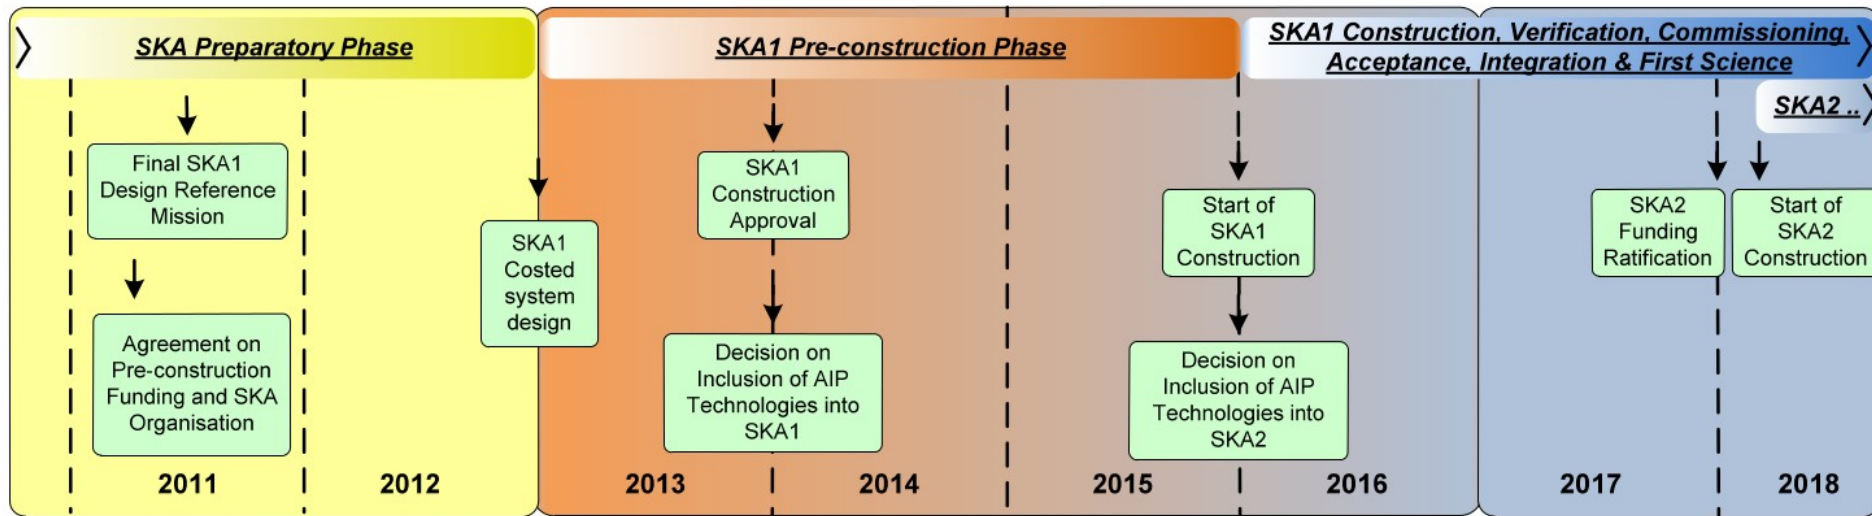 SKA Preparatory Phase
SKA1 Pre-construction Phase
SKA1 Construction, Verification, Commissioning,
Acceptance, Integration & First Science
SKA2 ..
Final SKA1
Design Reference
Mission
Agreement on
Pre-construction
Funding and SKA
Organisation
SKA1
Costed
system
design
SKA1
Construction
Approval
Decision on
Inclusion of AIP
Technologies into
SKA1
Start of
SKA1
Construction
Decision on
Inclusion of AIP
Technologies into
SKA2
SKA2
Funding
Ratification
Start of
SKA2
Construction
2011
2012
2013
2014
2015
2016
2017
2018